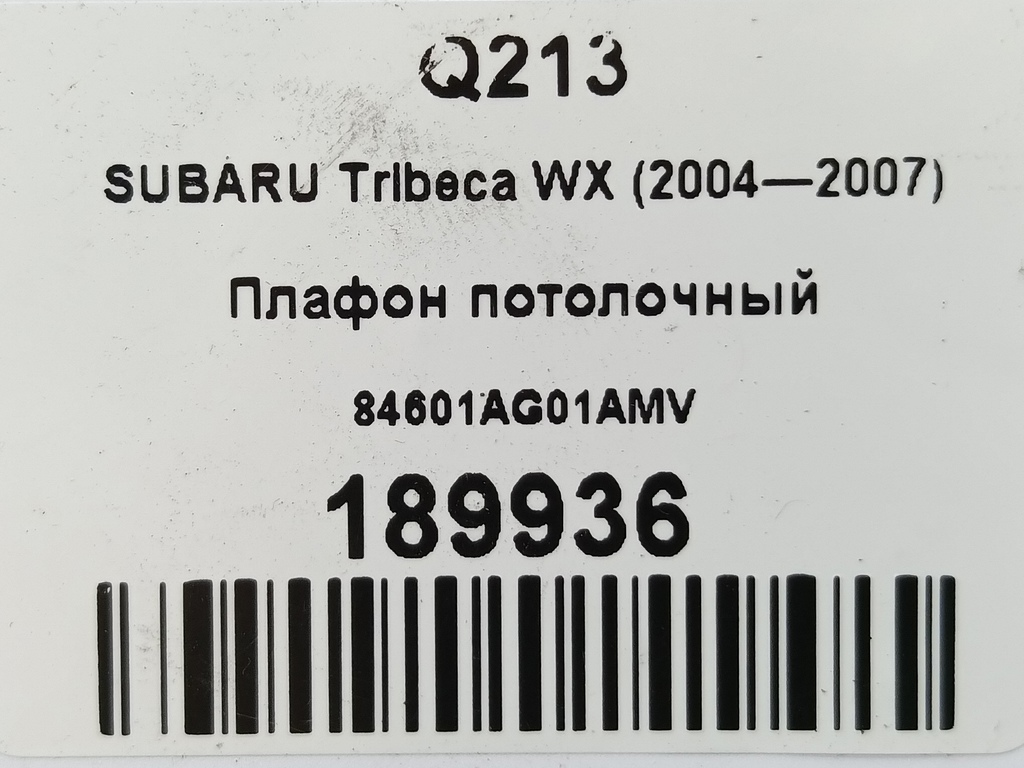 Q213
SUBARU Tribeca WX (2004—2007)
Плафон потолочный
84601AG01AMV
189936